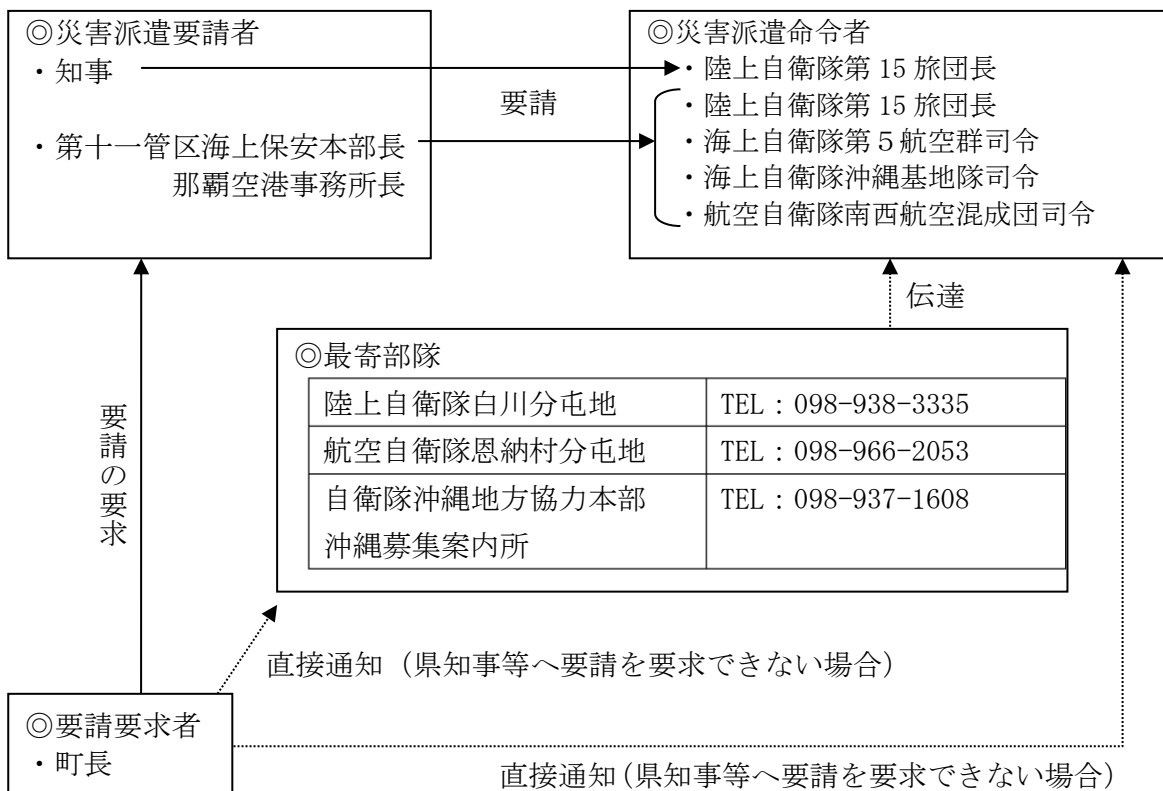 ◎災害派遣要請者
・知事
・第十一管区海上保安本部長
那覇空港事務所長
要請
◎災害派遣命令者
・陸上自衛隊第 15 旅団長
・陸上自衛隊第 15 旅団長
・海上自衛隊第５航空群司令
・海上自衛隊沖縄基地隊司令
・航空自衛隊南西航空混成団司令
伝達
◎最寄部隊
陸上自衛隊白川分屯地 TEL：098-938-3335
航空自衛隊恩納村分屯地 TEL：098-966-2053
自衛隊沖縄地方協力本部 TEL：098-937-1608
沖縄募集案内所
要請の要求
直接通知（県知事等へ要請を要求できない場合）
◎要請要求者
・町長
直接通知（県知事等へ要請を要求できない場合）